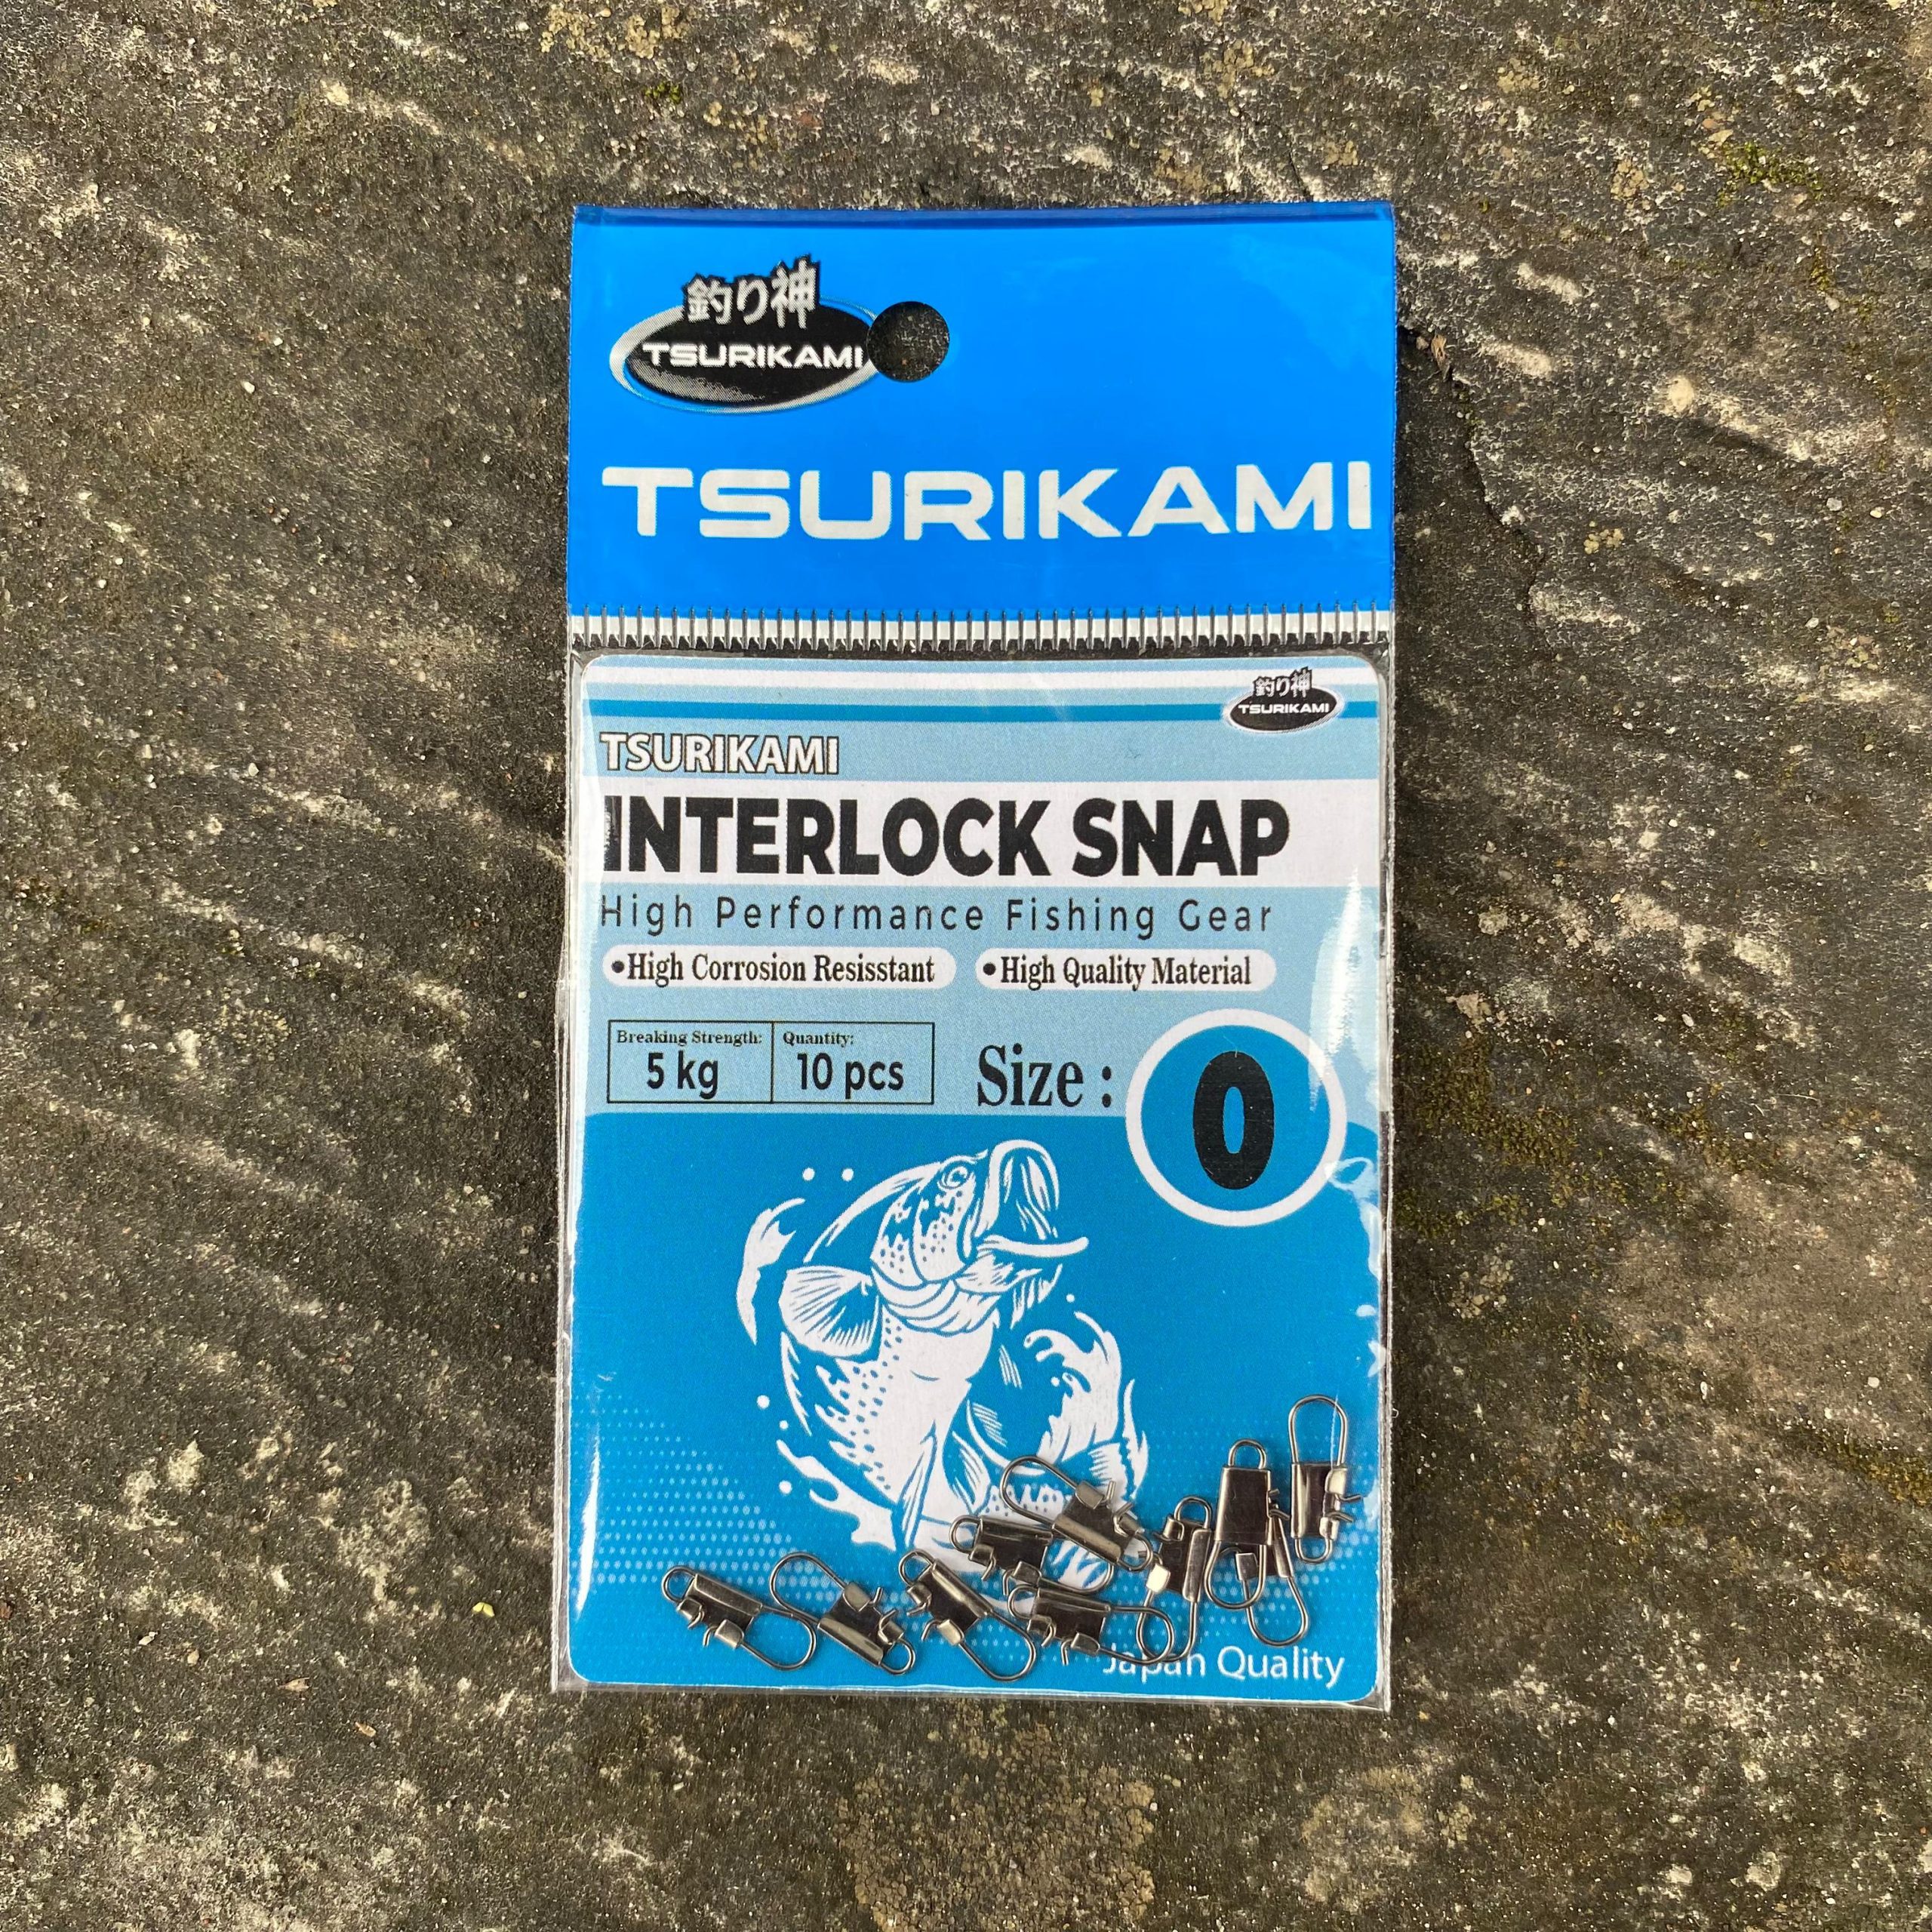 釣り神
TSURIKAMI
TSURIKAMI
釣り神
TSURIKAMI
TSURIKAMI
INTERLOCK SNAP
High Performance Fishing Gear
•High Corrosion Resisstant •High Quality Material
Breaking Strength: Quantity:
5 kg 10 pcs
Size : 0
Japan Quality